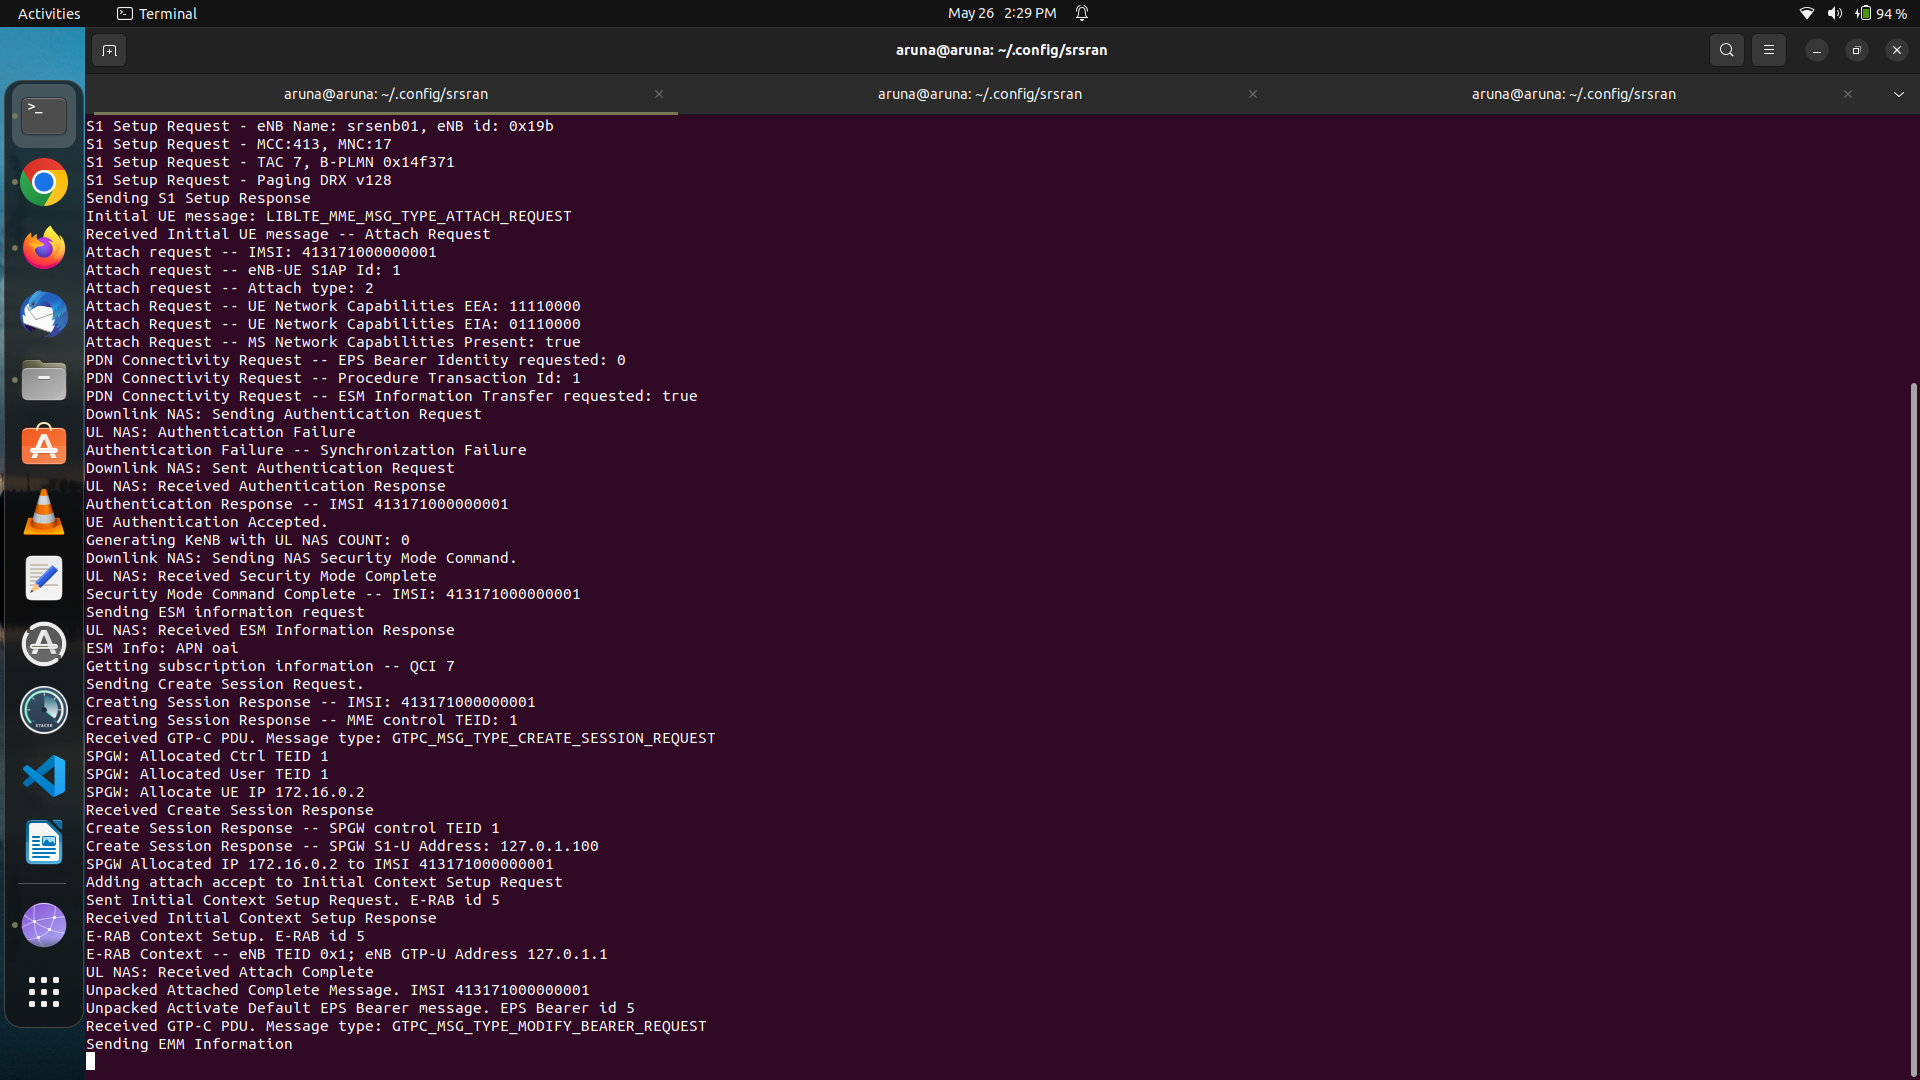 Activities
Terminal
May 26 2:29 PM
94 %
aruna@aruna: ~/.config/srsran
aruna@aruna: ~/.config/srsran
aruna@aruna: ~/.config/srsran
aruna@aruna: ~/.config/srsran
S1 Setup Request - eNB Name: srsenb01, eNB id: 0x19b
S1 Setup Request - MCC:413, MNC:17
S1 Setup Request - TAC 7, B-PLMN 0x14f371
S1 Setup Request - Paging DRX v128
Sending S1 Setup Response
Initial UE message: LIBLTE_MME_MSG_TYPE_ATTACH_REQUEST
Received Initial UE message -- Attach Request
Attach request -- IMSI: 413171000000001
Attach request -- eNB-UE S1AP Id: 1
Attach request -- Attach type: 2
Attach Request -- UE Network Capabilities EEA: 11110000
Attach Request -- UE Network Capabilities EIA: 01110000
Attach Request -- MS Network Capabilities Present: true
PDN Connectivity Request -- EPS Bearer Identity requested: 0
PDN Connectivity Request -- Procedure Transaction Id: 1
PDN Connectivity Request -- ESM Information Transfer requested: true
Downlink NAS: Sending Authentication Request
UL NAS: Authentication Failure
Authentication Failure -- Synchronization Failure
Downlink NAS: Sent Authentication Request
UL NAS: Received Authentication Response
Authentication Response -- IMSI 413171000000001
UE Authentication Accepted.
Generating KeNB with UL NAS COUNT: 0
Downlink NAS: Sending NAS Security Mode Command.
UL NAS: Received Security Mode Complete
Security Mode Command Complete -- IMSI: 413171000000001
Sending ESM information request
UL NAS: Received ESM Information Response
ESM Info: APN oai
Getting subscription information -- QCI 7
Sending Create Session Request.
Creating Session Response -- IMSI: 413171000000001
Creating Session Response -- MME control TEID: 1
Received GTP-C PDU. Message type: GTPC_MSG_TYPE_CREATE_SESSION_REQUEST
SPGW: Allocated Ctrl TEID 1
SPGW: Allocated User TEID 1
SPGW: Allocate UE IP 172.16.0.2
Received Create Session Response
Create Session Response -- SPGW control TEID 1
Create Session Response -- SPGW S1-U Address: 127.0.1.100
SPGW Allocated IP 172.16.0.2 to IMSI 413171000000001
Adding attach accept to Initial Context Setup Request
Sent Initial Context Setup Request. E-RAB id 5
Received Initial Context Setup Response
E-RAB Context Setup. E-RAB id 5
E-RAB Context -- eNB TEID 0x1; eNB GTP-U Address 127.0.1.1
UL NAS: Received Attach Complete
Unpacked Attached Complete Message. IMSI 413171000000001
Unpacked Activate Default EPS Bearer message. EPS Bearer id 5
Received GTP-C PDU. Message type: GTPC_MSG_TYPE_MODIFY_BEARER_REQUEST
Sending EMM Information